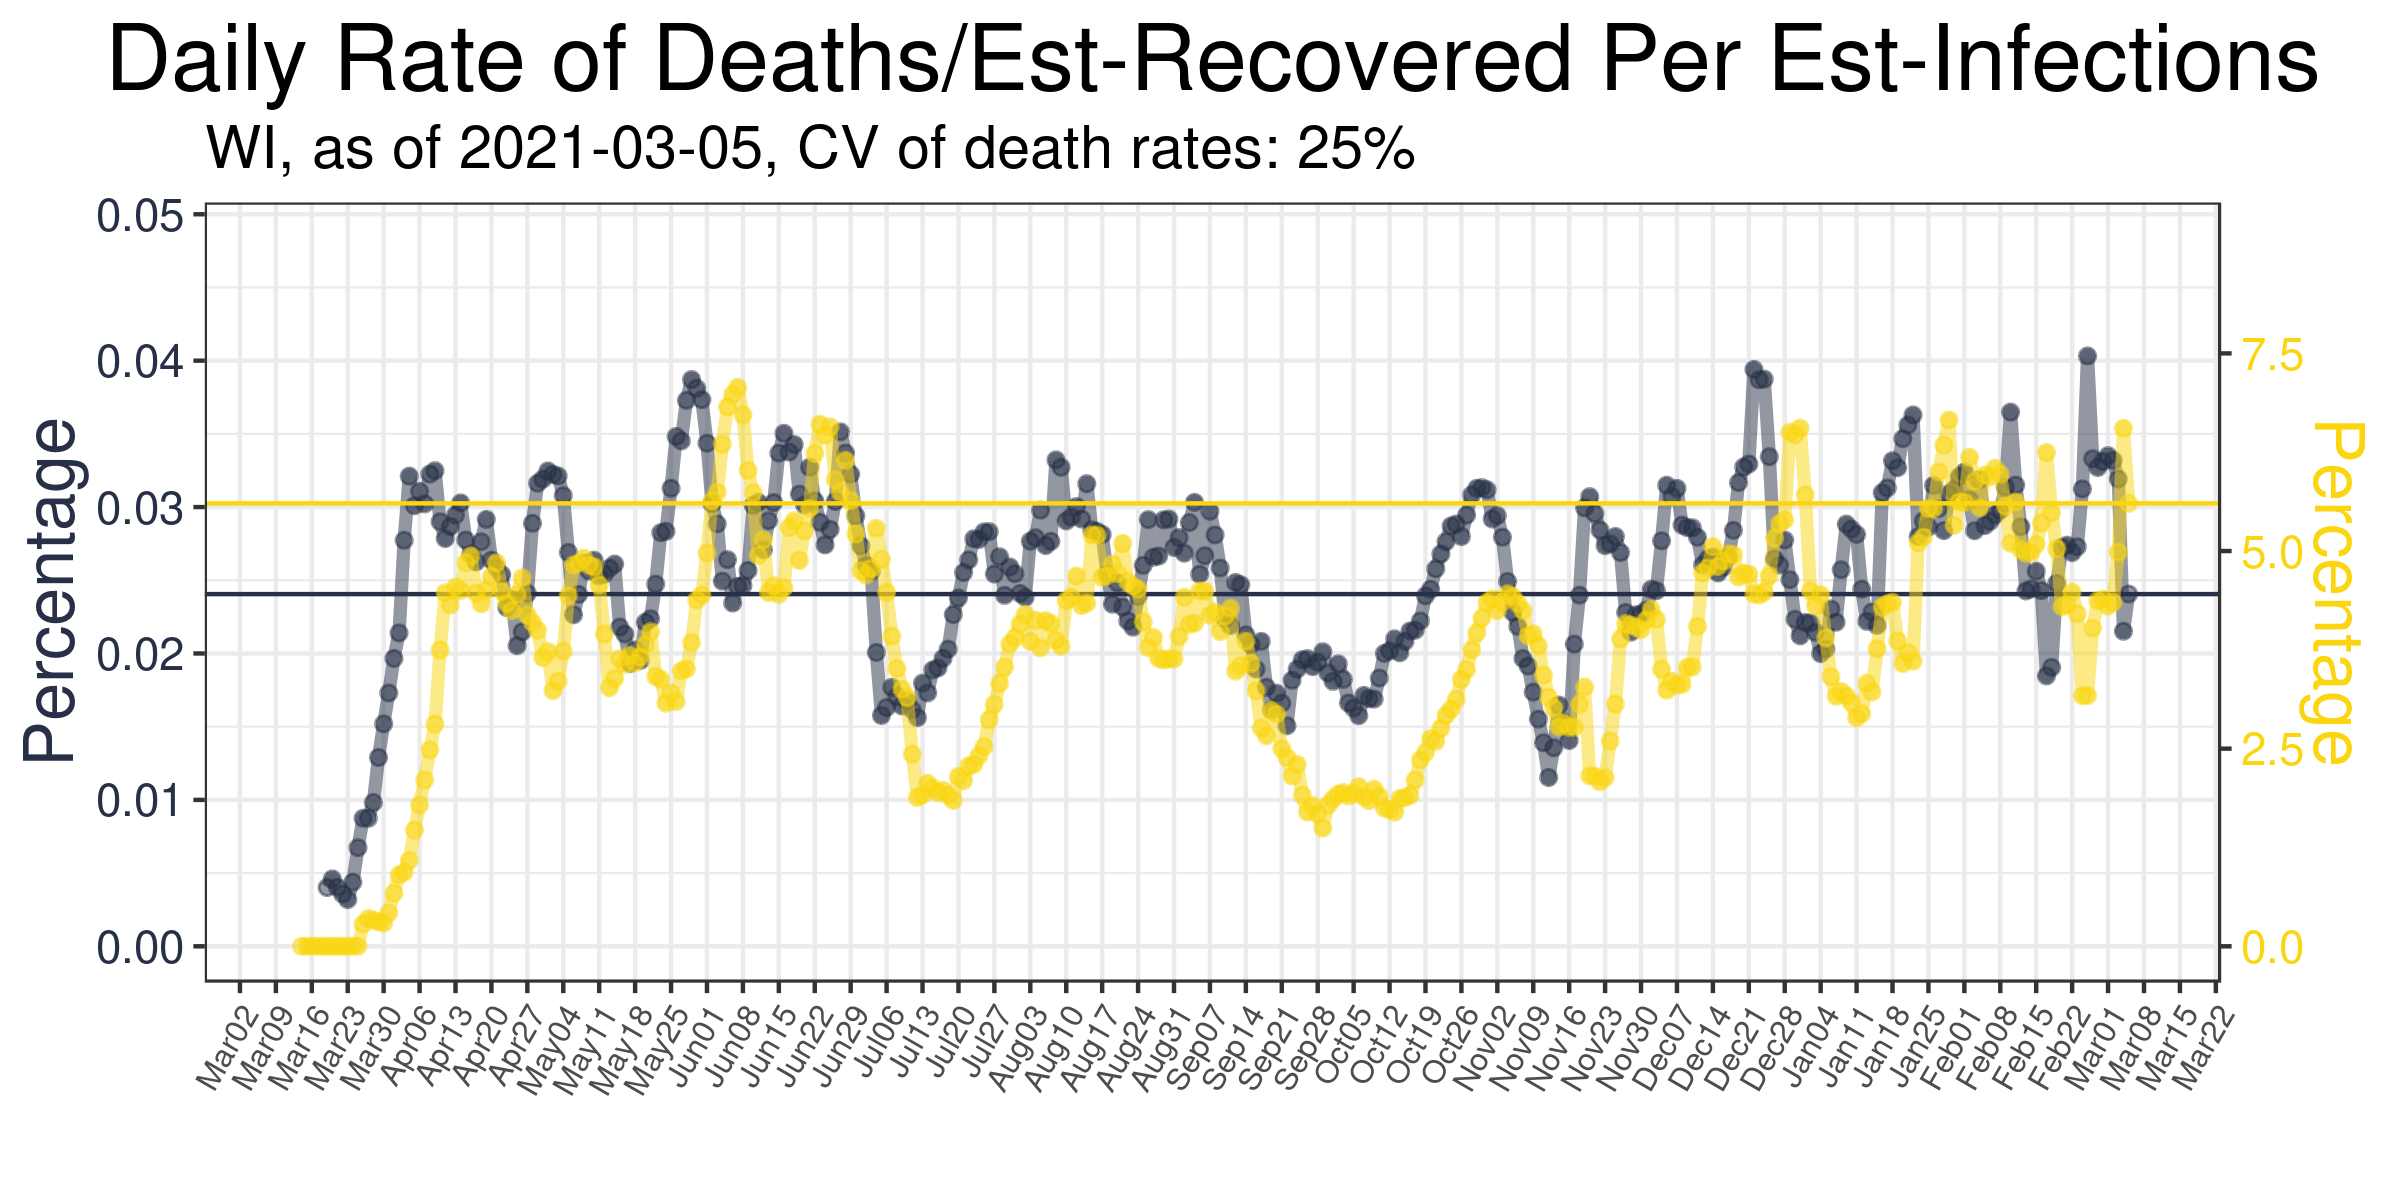 Daily Rate of Deaths/Est-Recovered Per Est-Infections
WI, as of 2021-03-05, CV of death rates: 25%
Percentage
0.05
0.04
0.03
0.02
0.01
0.00
7.5
5.0
2.5
0.0
Percentage
Mar02
Mar09
Mar16
Mar23
Mar30
Apr06
Apr13
Apr20
Apr27
May04
May11
May18
May25
Jun01
Jun08
Jun15
Jun22
Jun29
Jul06
Jul13
Jul20
Jul27
Aug03
Aug10
Aug17
Aug24
Aug31
Sep07
Sep14
Sep21
Sep28
Oct05
Oct12
Oct19
Oct26
Nov02
Nov09
Nov16
Nov23
Nov30
Dec07
Dec14
Dec21
Dec28
Jan04
Jan11
Jan18
Jan25
Feb01
Feb08
Feb15
Feb22
Mar01
Mar08
Mar15
Mar22